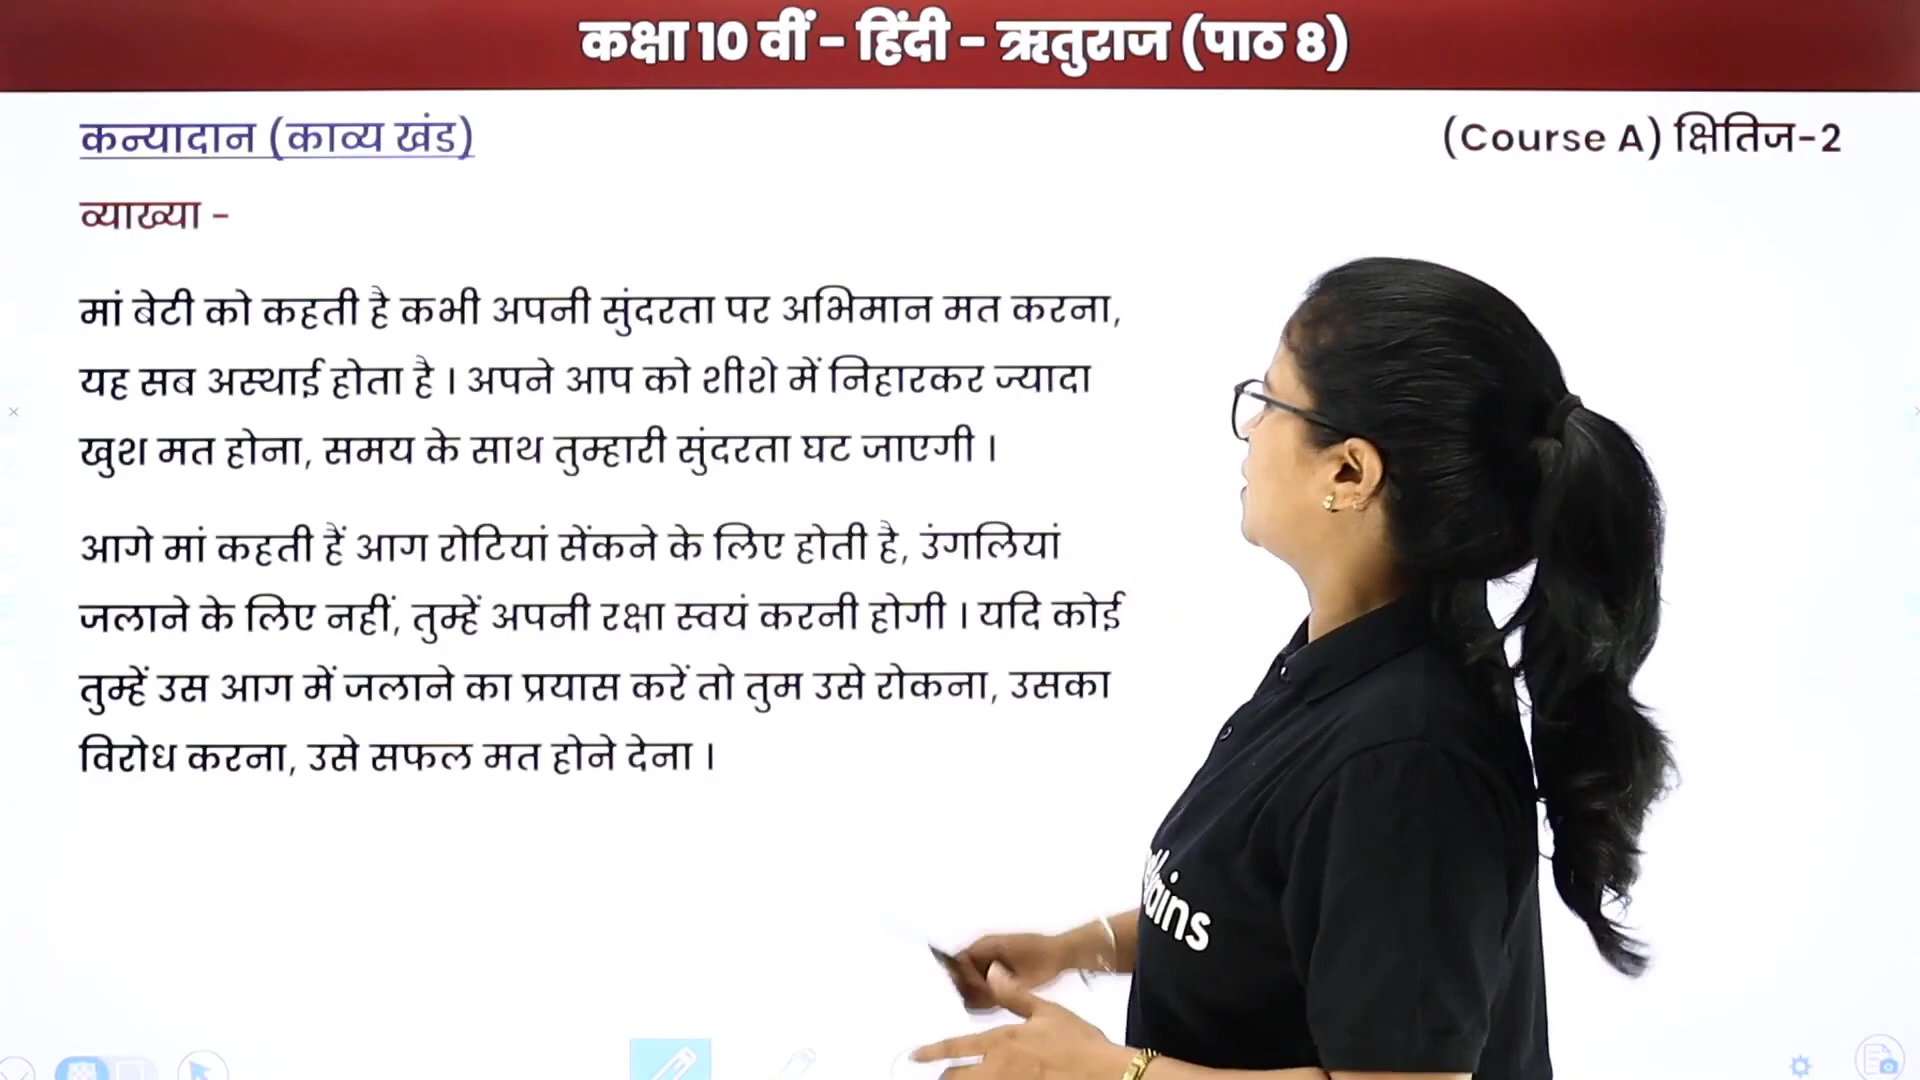 कक्षा 10 वीं - हिंदी - ऋतुराज (पाठ 8)
कन्यादान (काव्य खंड)
(Course A) क्षितिज-2
व्याख्या -
मां बेटी को कहती है कभी अपनी सुंदरता पर अभिमान मत करना,
यह सब अस्थाई होता है । अपने आप को शीशे में निहारकर ज्यादा
खुश मत होना, समय के साथ तुम्हारी सुंदरता घट जाएगी ।
आगे मां कहती हैं आग रोटियां सेंकने के लिए होती है, उंगलियां
जलाने के लिए नहीं, तुम्हें अपनी रक्षा स्वयं करनी होगी । यदि कोई
तुम्हें उस आग में जलाने का प्रयास करें तो तुम उसे रोकना, उसका
विरोध करना, उसे सफल मत होने देना ।